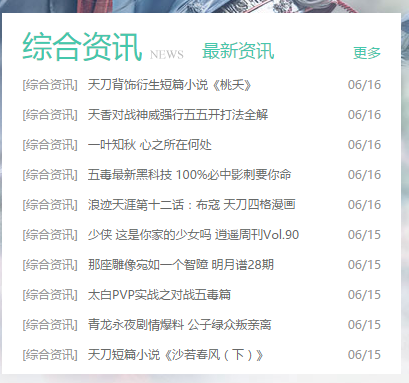 综合资讯 NEWS 最新资讯 更多
[综合资讯] 天刀背饰衍生短篇小说《桃夭》 06/16
[综合资讯] 天香对战神威强行五五开打法全解 06/16
[综合资讯] 一叶知秋 心之所在何处 06/16
[综合资讯] 五毒最新黑科技 100%必中影刺要你命 06/16
[综合资讯] 浪迹天涯第十二话：布寇 天刀四格漫画 06/16
[综合资讯] 少侠 这是你家的少女吗 逍遥周刊Vol.90 06/15
[综合资讯] 那座雕像宛如一个智障 明月谱28期 06/15
[综合资讯] 太白PVP实战之对战五毒篇 06/15
[综合资讯] 青龙永夜剧情爆料 公子绿众叛亲离 06/15
[综合资讯] 天刀短篇小说《沙若春风（下）》 06/15